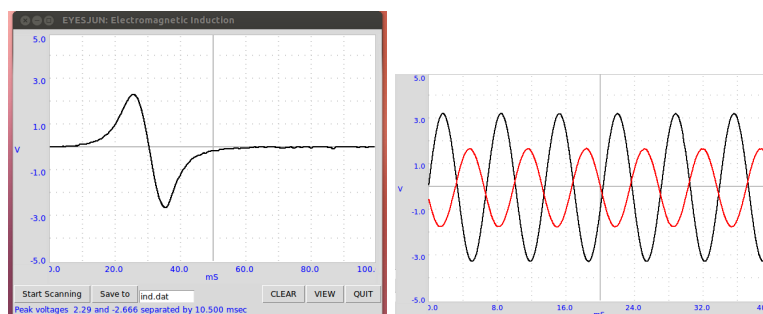 EYESJUN: Electromagnetic Induction
5.0
3.0
1.0
V
-1.0
-3.0
-5.0
0.0 20.0 40.0 60.0 80.0 100.
mS
Start Scanning Save to ind.dat CLEAR VIEW QUIT
Peak voltages 2.29 and -2.666 separated by 10.500 msec
5.0
3.0
1.0
V
-1.0
-3.0
-5.0
0.0 8.0 16.0 24.0 32.0 40
mS